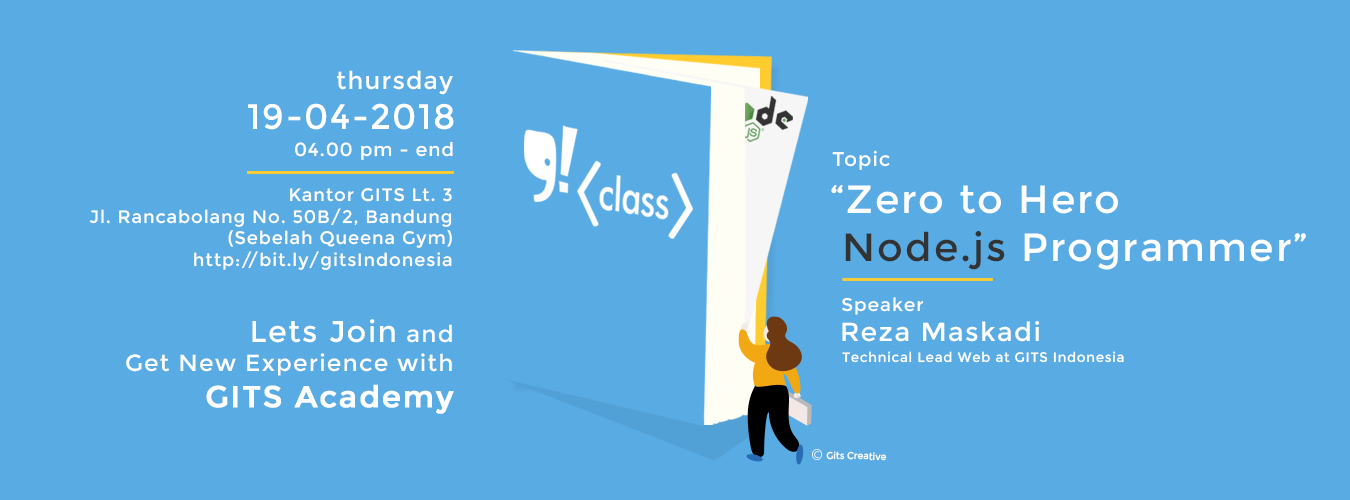 thursday
19-04-2018
04.00 pm - end
Kantor GITS Lt. 3
Jl. Rancabolang No. 50B/2, Bandung
(Sebelah Queena Gym)
http://bit.ly/gitsIndonesia
Lets Join and
Get New Experience with
GITS Academy
g! <class>
ode
JS
Topic
“Zero to Hero
Node.js Programmer”
Speaker
Reza Maskadi
Technical Lead Web at GITS Indonesia
© Gits Creative